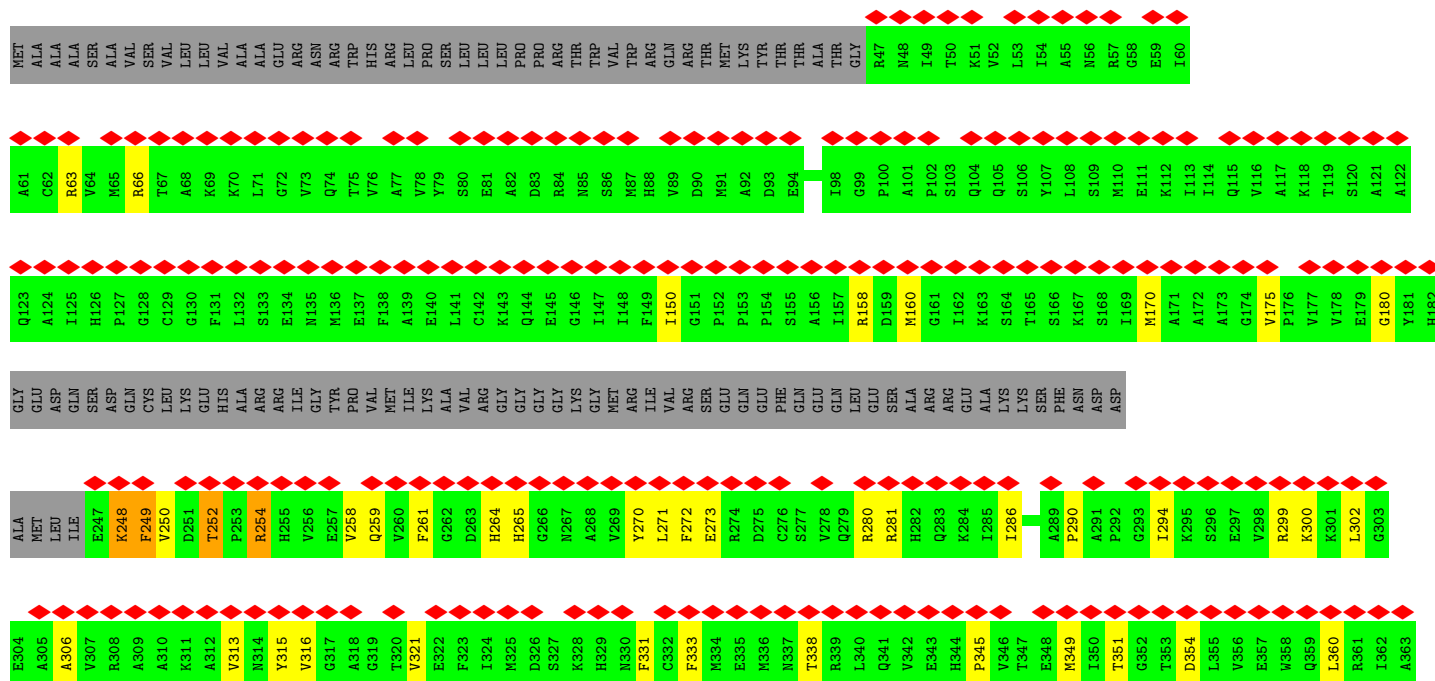 MET ALA ALA ALA SER ALA VAL SER VAL LEU LEU VAL ALA ALA GLU ARG ASN ARG TRP HIS ARG LEU PRO SER LEU LEU LEU PRO PRO ARG THR TRP VAL TRP ARG GLN ARG THR MET LYS TYR THR THR ALA THR GLY R47 N48 I49 T50 K51 V52 L53 I54 A55 N56 R57 G58 E59 I60
A61 C62 R63 V64 M65 R66 T67 A68 K69 K70 L71 G72 V73 Q74 T75 V76 A77 V78 Y79 S80 E81 A82 D83 R84 N85 S86 M87 H88 V89 D90 M91 A92 D93 E94 I98 G99 P100 A101 P102 S103 Q104 Q105 S106 Y107 L108 S109 M110 E111 K112 I113 I114 Q115 V116 A117 K118 T119 S120 A121 A122
Q123 A124 I125 H126 P127 G128 C129 G130 F131 L132 S133 E134 N135 M136 E137 F138 A139 E140 L141 C142 K143 Q144 E145 G146 I147 I148 F149 I150 G151 P152 P153 P154 S155 A156 I157 R158 D159 M160 G161 I162 K163 S164 T165 S166 K167 S168 I169 M170 A171 A172 A173 G174 V175 P176 V177 V178 E179 G180 Y181 H182
GLY GLU ASP GLN SER ASP GLN CYS LEU LYS GLU HIS ALA ARG ARG ILE GLY TYR PRO VAL MET ILE LYS ALA VAL ARG GLY GLY GLY GLY LYS GLY MET ARG ILE VAL ARG SER GLU GLN GLU PHE GLN GLU GLN LEU GLU SER ALA ARG ARG GLU ALA LYS LYS SER PHE ASN ASP ASP
ALA MET LEU ILE E247 K248 F249 V250 D251 T252 P253 R254 H255 V256 E257 V258 Q259 V260 F261 G262 D263 H264 H265 G266 N267 A268 V269 Y270 L271 F272 E273 R274 D275 C276 S277 V278 Q279 R280 R281 H282 Q283 K284 I285 I286 A289 P290 A291 P292 G293 I294 K295 S296 E297 V298 R299 K300 K301 L302 G303
E304 A305 A306 V307 R308 A309 A310 K311 A312 V313 N314 Y315 V316 G317 A318 G319 T320 V321 E322 F323 I324 M325 D326 S327 K328 H329 N330 F331 C332 F333 M334 E335 M336 N337 T338 R339 L340 Q341 V342 E343 H344 P345 V346 T347 E348 M349 I350 T351 G352 T353 D354 L355 V356 E357 W358 Q359 L360 R361 I362 A363